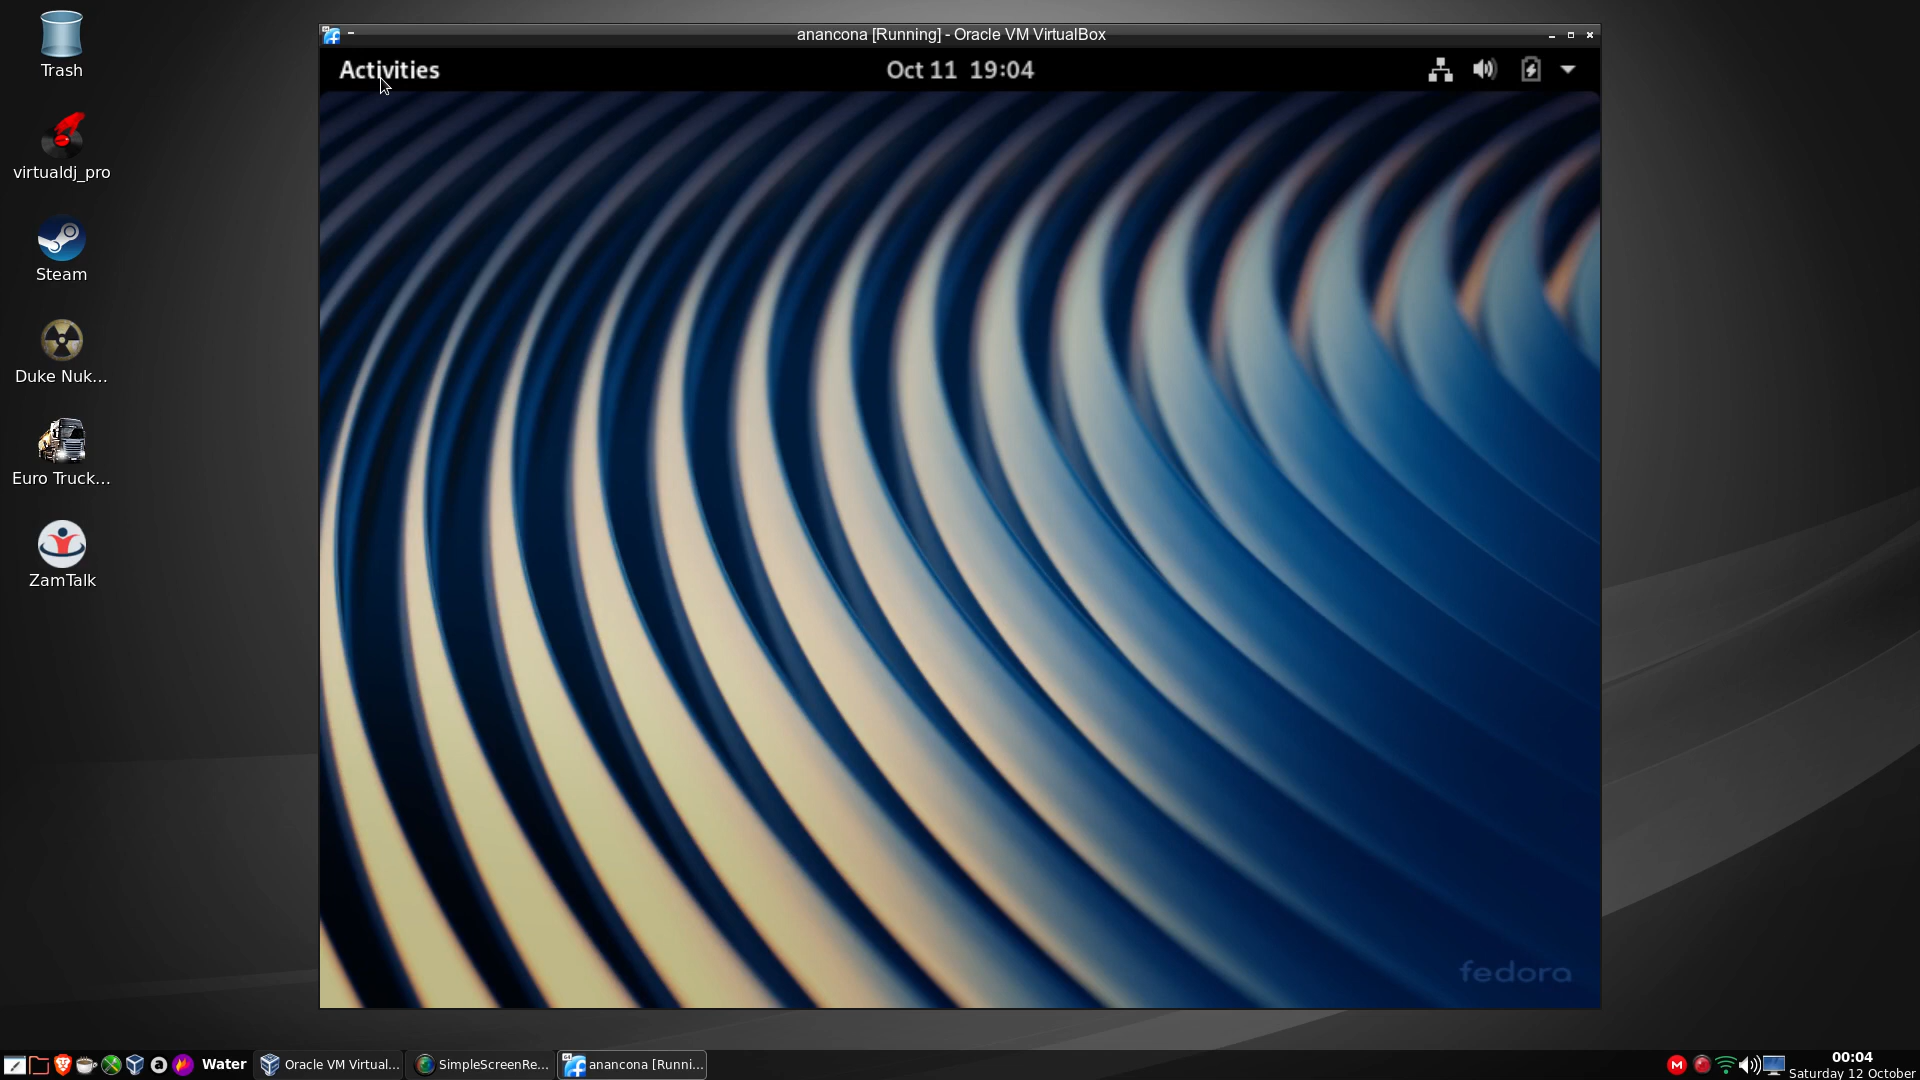 anancona [Running] - Oracle VM VirtualBox
Activities
Oct 11 19:04
Trash
virtualdj_pro
Steam
Duke Nuk...
Euro Truck...
ZamTalk
fedora
Water
Oracle VM Virtual...
SimpleScreenRe...
64
anancona [Runni...
M
00:04
Saturday 12 October